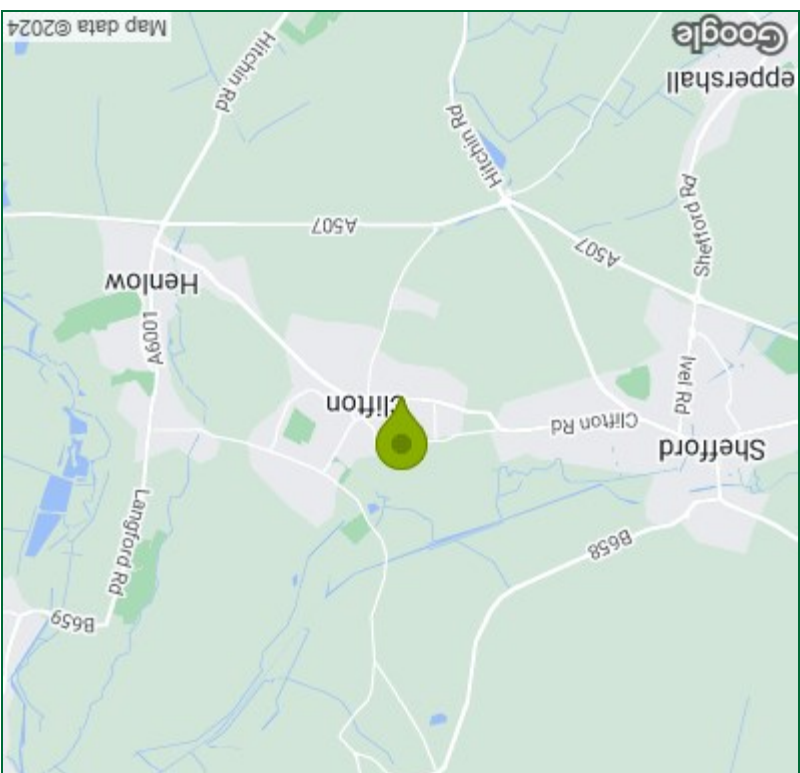 B659
B658
Langford Rd
Shefford
Clifton Rd
Clifton
Ivel Rd
A6001
Henlow
A507
A507
Shefford Rd
Hitchin Rd
Hitchin Rd
eppershall
Google
Map data ©2024